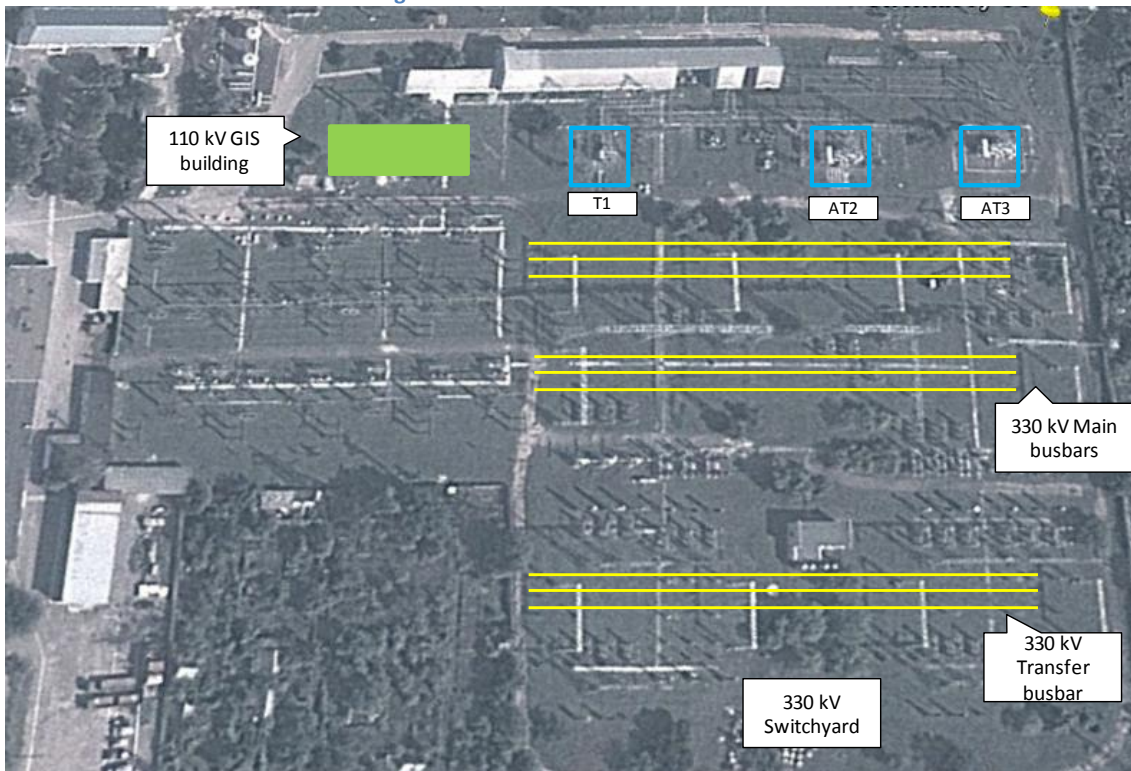 110 kV GIS
building
T1
AT2
AT3
330 kV Main
busbars
330 kV
Transfer
busbar
330 kV
Switchyard